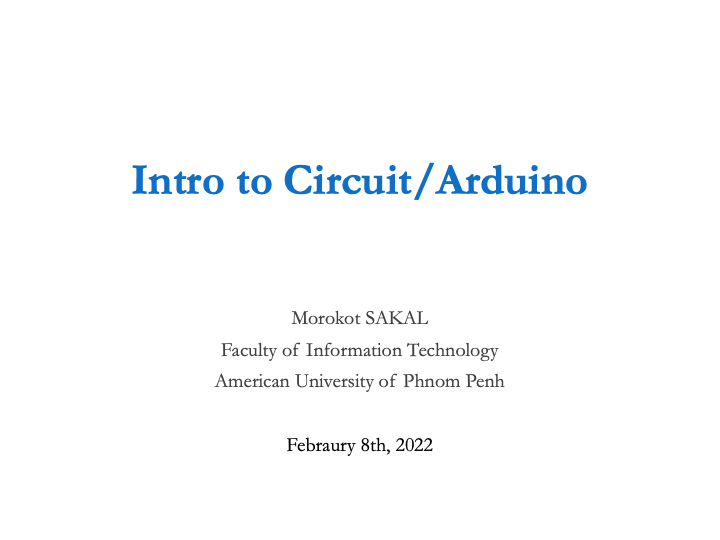 Intro to Circuit/Arduino
Morokot SAKAL
Faculty of Information Technology
American University of Phnom Penh
Febraury 8th, 2022